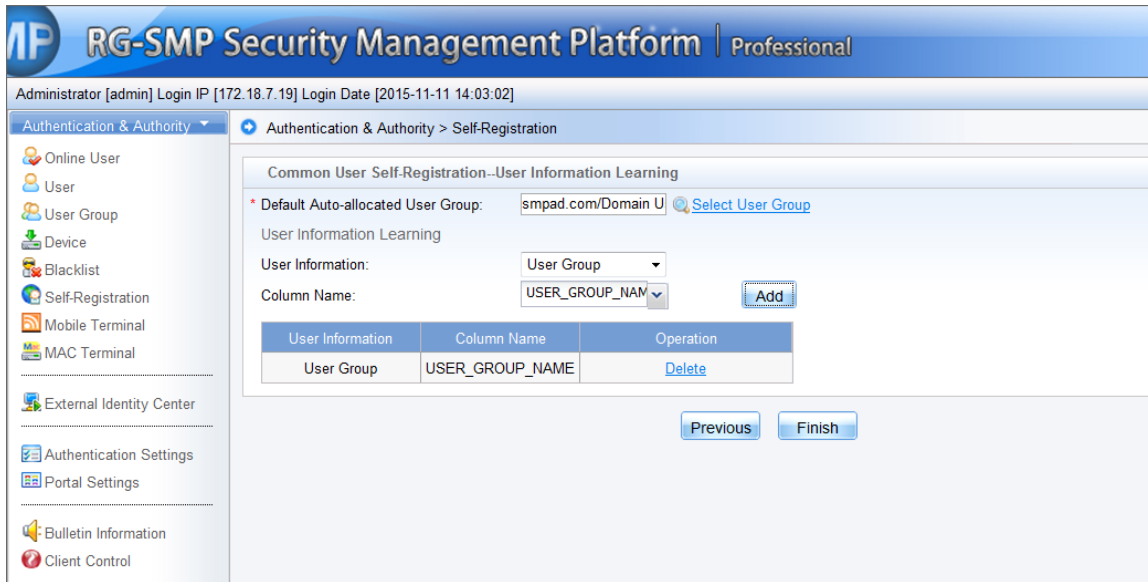 MP RG-SMP Security Management Platform | Professional
Administrator [admin] Login IP [172.18.7.19] Login Date [2015-11-11 14:03:02]
Authentication & Authority
Authentication & Authority > Self-Registration
Online User
User
User Group
Device
Blacklist
Self-Registration
Mobile Terminal
MAC Terminal
External Identity Center
Authentication Settings
Portal Settings
Bulletin Information
Client Control
Common User Self-Registration--User Information Learning
* Default Auto-allocated User Group: smpad.com/Domain U Select User Group
User Information Learning
User Information: User Group
Column Name: USER_GROUP_NAM Add
User Information Column Name Operation
User Group USER_GROUP_NAME Delete
Previous Finish